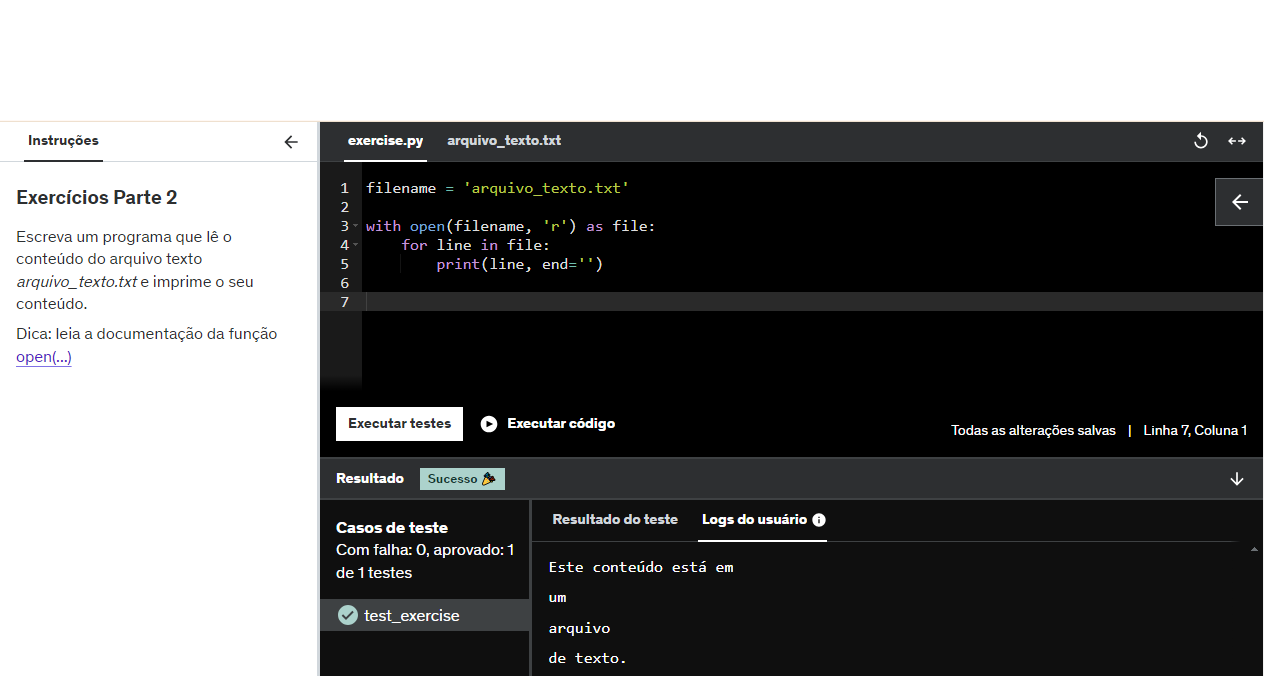 Instruções
Exercícios Parte 2
Escreva um programa que lê o
conteúdo do arquivo texto
arquivo_texto.txt e imprime o seu
conteúdo.
Dica: leia a documentação da função
open(...)
exercise.py arquivo_texto.txt
1 filename = 'arquivo_texto.txt'
2
3 with open(filename, 'r') as file:
4     for line in file:
5         print(line, end='')
6
7
Executar testes Executar código
Todas as alterações salvas | Linha 7, Coluna 1
Resultado Sucesso
Casos de teste
Com falha: 0, aprovado: 1
de 1 testes
test_exercise
Resultado do teste Logs do usuário
Este conteúdo está em
um
arquivo
de texto.